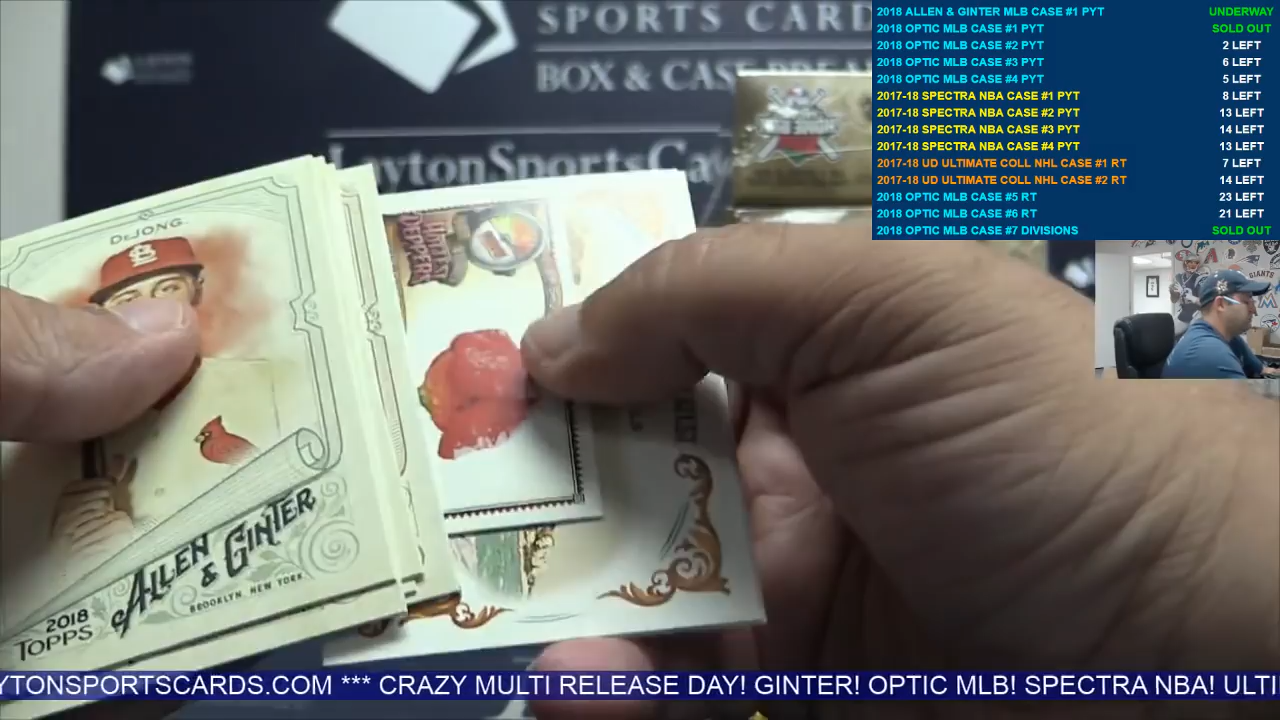 SPORTS CARD
BOX & CASE BREA
LaytonSportsCa
2018 ALLEN & GINTER MLB CASE #1 PYT UNDERWAY
2018 OPTIC MLB CASE #1 PYT SOLD OUT
2018 OPTIC MLB CASE #2 PYT 2 LEFT
2018 OPTIC MLB CASE #3 PYT 6 LEFT
2018 OPTIC MLB CASE #4 PYT 5 LEFT
2017-18 SPECTRA NBA CASE #1 PYT 8 LEFT
2017-18 SPECTRA NBA CASE #2 PYT 13 LEFT
2017-18 SPECTRA NBA CASE #3 PYT 14 LEFT
2017-18 SPECTRA NBA CASE #4 PYT 13 LEFT
2017-18 UD ULTIMATE COLL NHL CASE #1 RT 7 LEFT
2017-18 UD ULTIMATE COLL NHL CASE #2 RT 14 LEFT
2018 OPTIC MLB CASE #5 RT 23 LEFT
2018 OPTIC MLB CASE #6 RT 21 LEFT
2018 OPTIC MLB CASE #7 DIVISIONS SOLD OUT
DEJONG
HOTTEST PEPPERS
GIANTS
ALLEN & GINTER
BROOKLYN, NEW YORK
2018
TOPPS
YTONSPORTSCARDS.COM *** CRAZY MULTI RELEASE DAY! GINTER! OPTIC MLB! SPECTRA NBA! ULTI